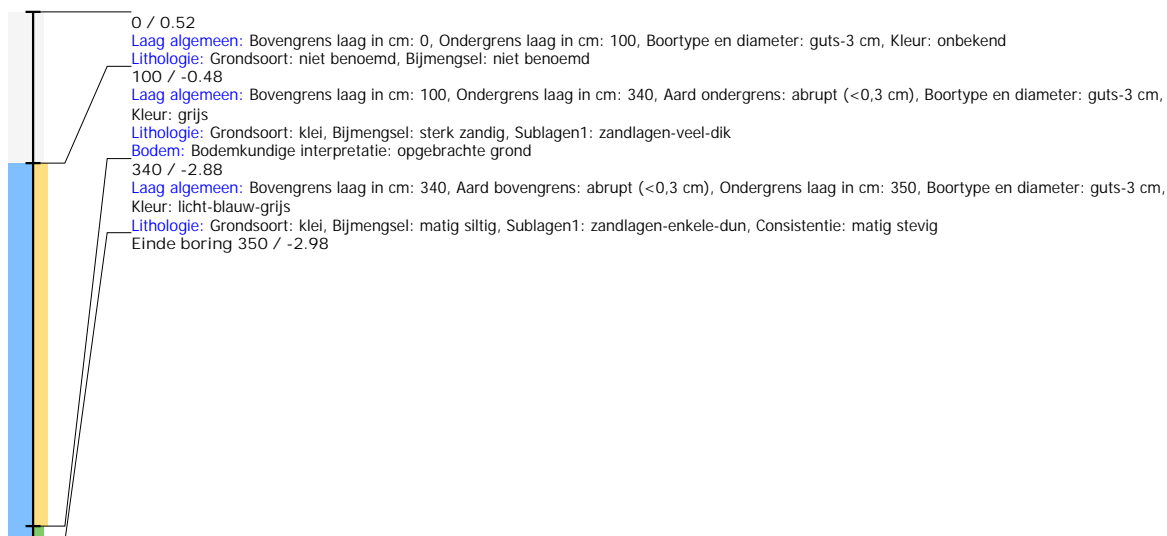 0 / 0.52
Laag algemeen: Bovengrens laag in cm: 0, Ondergrens laag in cm: 100, Boortype en diameter: guts-3 cm, Kleur: onbekend
Lithologie: Grondsoort: niet benoemd, Bijmengsel: niet benoemd
100 / -0.48
Laag algemeen: Bovengrens laag in cm: 100, Ondergrens laag in cm: 340, Aard ondergrens: abrupt (<0,3 cm), Boortype en diameter: guts-3 cm,
Kleur: grijs
Lithologie: Grondsoort: klei, Bijmengsel: sterk zandig, Sublagen1: zandlagen-veel-dik
Bodem: Bodemkundige interpretatie: opgebrachte grond
340 / -2.88
Laag algemeen: Bovengrens laag in cm: 340, Aard bovengrens: abrupt (<0,3 cm), Ondergrens laag in cm: 350, Boortype en diameter: guts-3 cm,
Kleur: licht-blauw-grijs
Lithologie: Grondsoort: klei, Bijmengsel: matig siltig, Sublagen1: zandlagen-enkele-dun, Consistentie: matig stevig
Einde boring 350 / -2.98